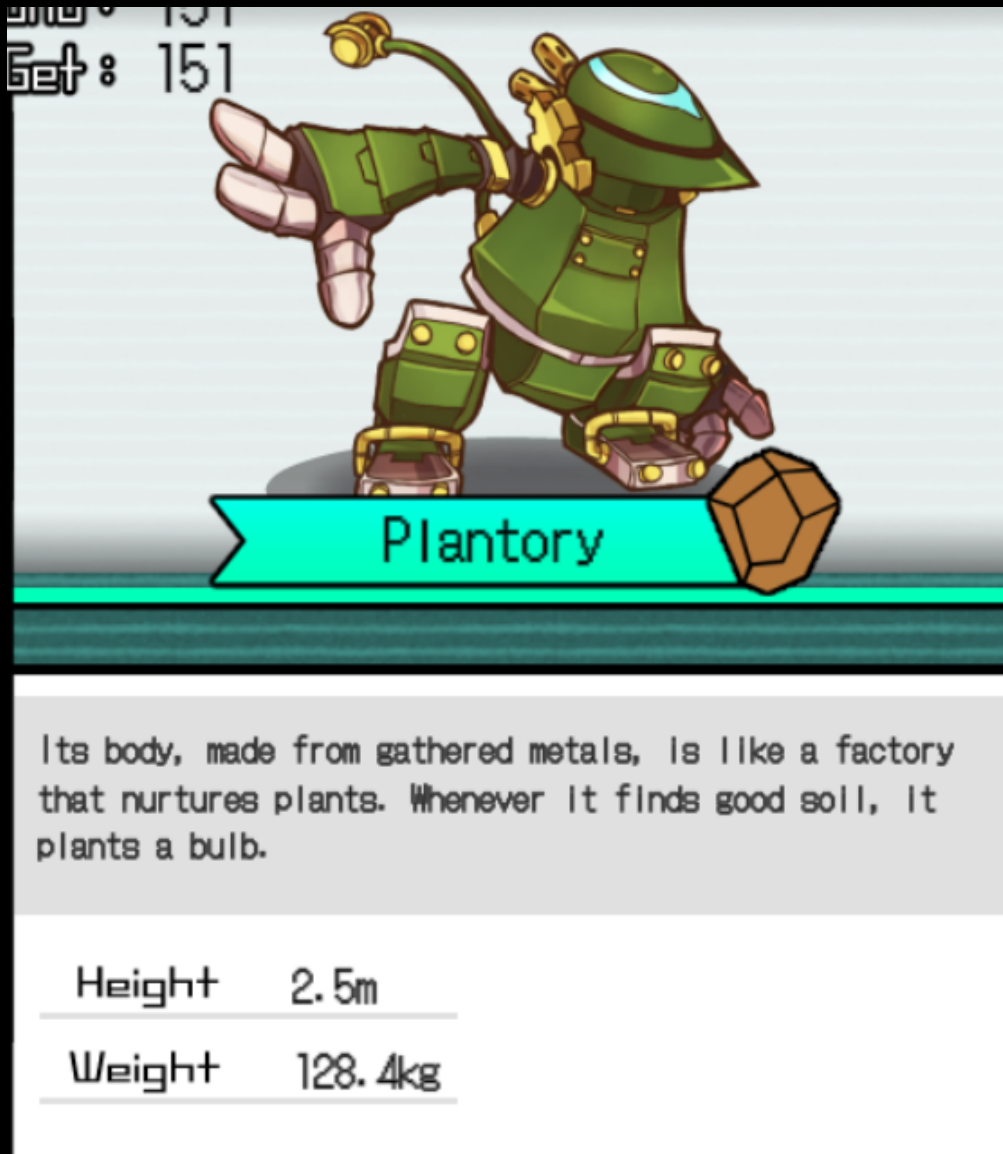 151
Get: 151
Plantory
Its body, made from gathered metals, is like a factory
that nurtures plants. Whenever it finds good soil, it
plants a bulb.
Height 2.5m
Weight 128.4kg